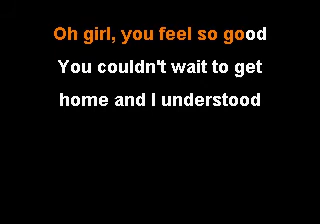 Oh girl, you feel so good
You couldn't wait to get
home and I understood